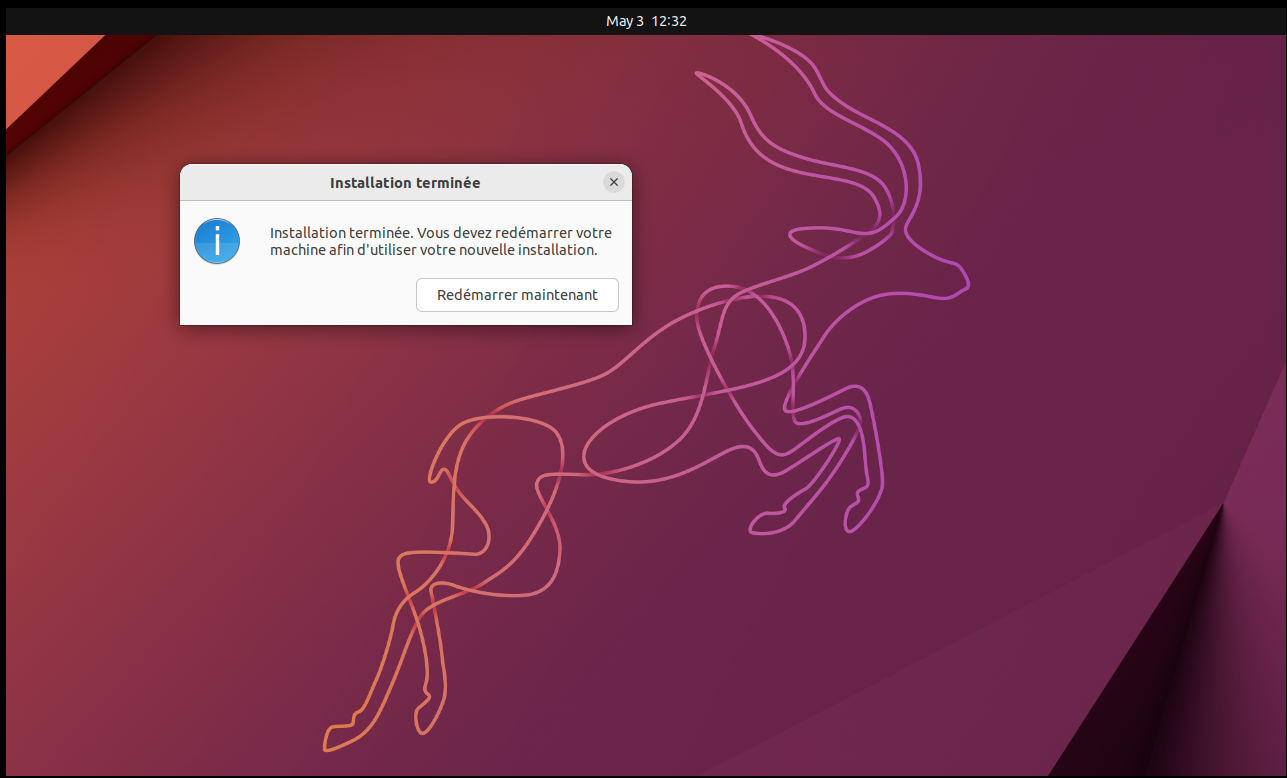 May 3 12:32
Installation terminée
Installation terminée. Vous devez redémarrer votre
machine afin d'utiliser votre nouvelle installation.
Redémarrer maintenant